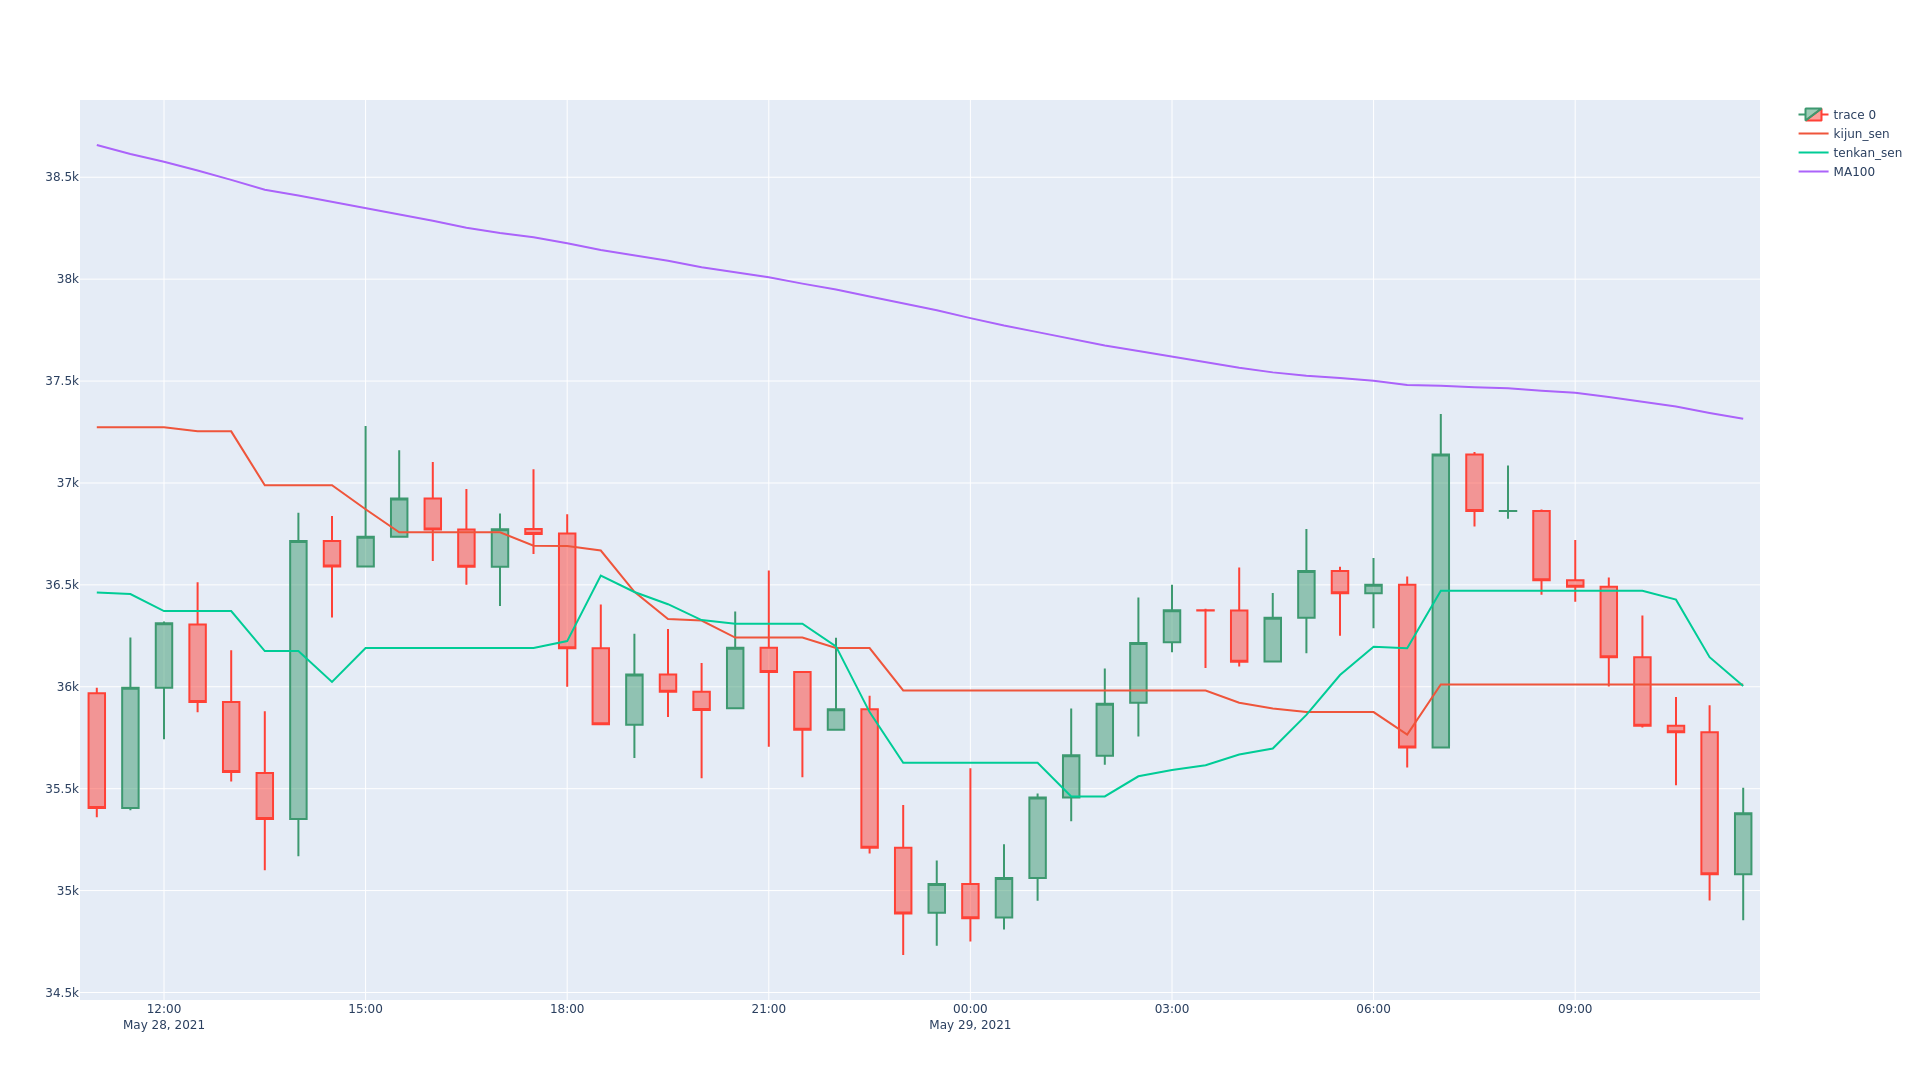 trace 0
kijun_sen
tenkan_sen
MA100
38.5k
38k
37.5k
37k
36.5k
36k
35.5k
35k
34.5k
12:00 15:00 18:00 21:00 00:00 03:00 06:00 09:00
May 28, 2021 May 29, 2021